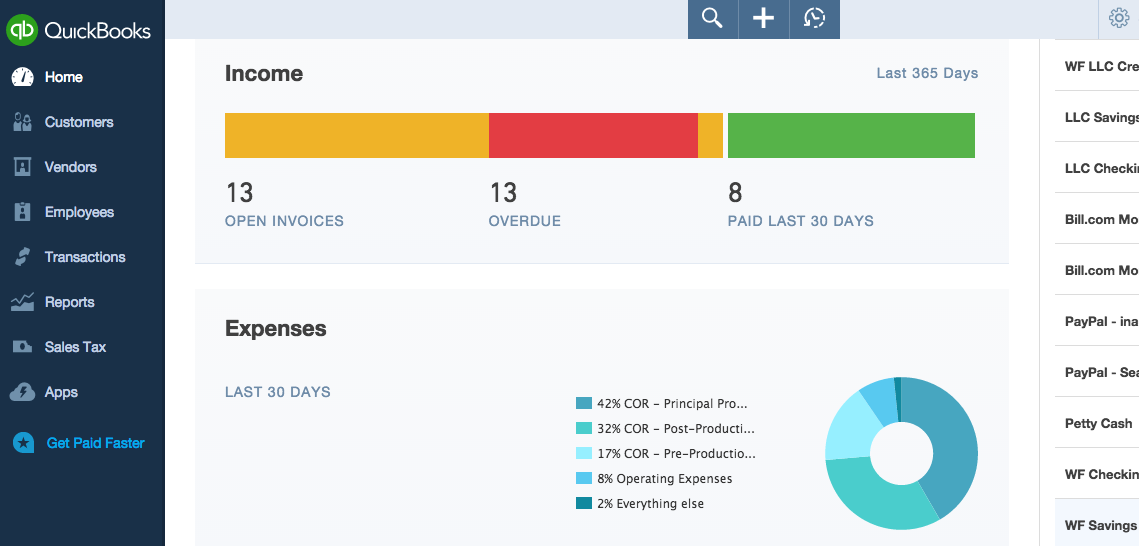 QuickBooks
Home
Customers
Vendors
Employees
Transactions
Reports
Sales Tax
Apps
Get Paid Faster
Income
Last 365 Days
13
OPEN INVOICES
13
OVERDUE
8
PAID LAST 30 DAYS
Expenses
LAST 30 DAYS
42% COR - Principal Pro...
32% COR - Post-Producti...
17% COR - Pre-Productio...
8% Operating Expenses
2% Everything else
WF LLC Cre
LLC Savings
LLC Checkin
Bill.com Mo
Bill.com Mo
PayPal - ina
PayPal - Sea
Petty Cash
WF Checkin
WF Savings